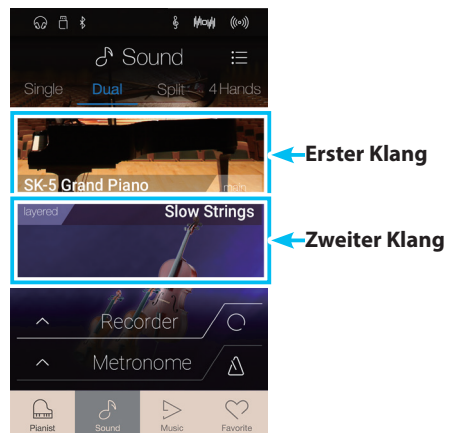 Sound
Single Dual Split 4 Hands
SK-5 Grand Piano main
Erster Klang
layered Slow Strings
Zweiter Klang
Recorder
Metronome
Pianist Sound Music Favorite